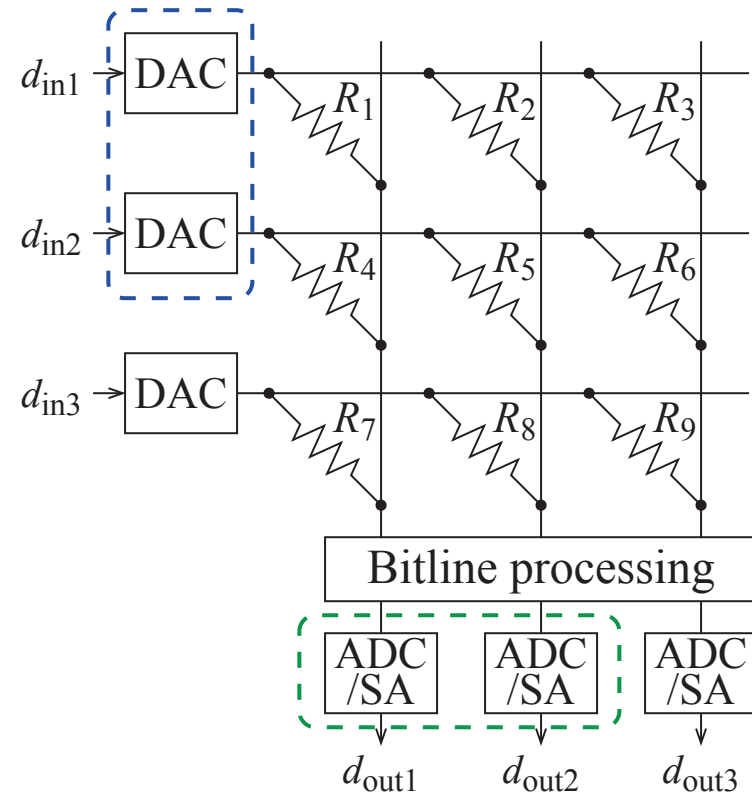 d_in1 DAC R_1 R_2 R_3
d_in2 DAC R_4 R_5 R_6
d_in3 DAC R_7 R_8 R_9
Bitline processing
ADC ADC ADC
/SA /SA /SA
d_out1 d_out2 d_out3